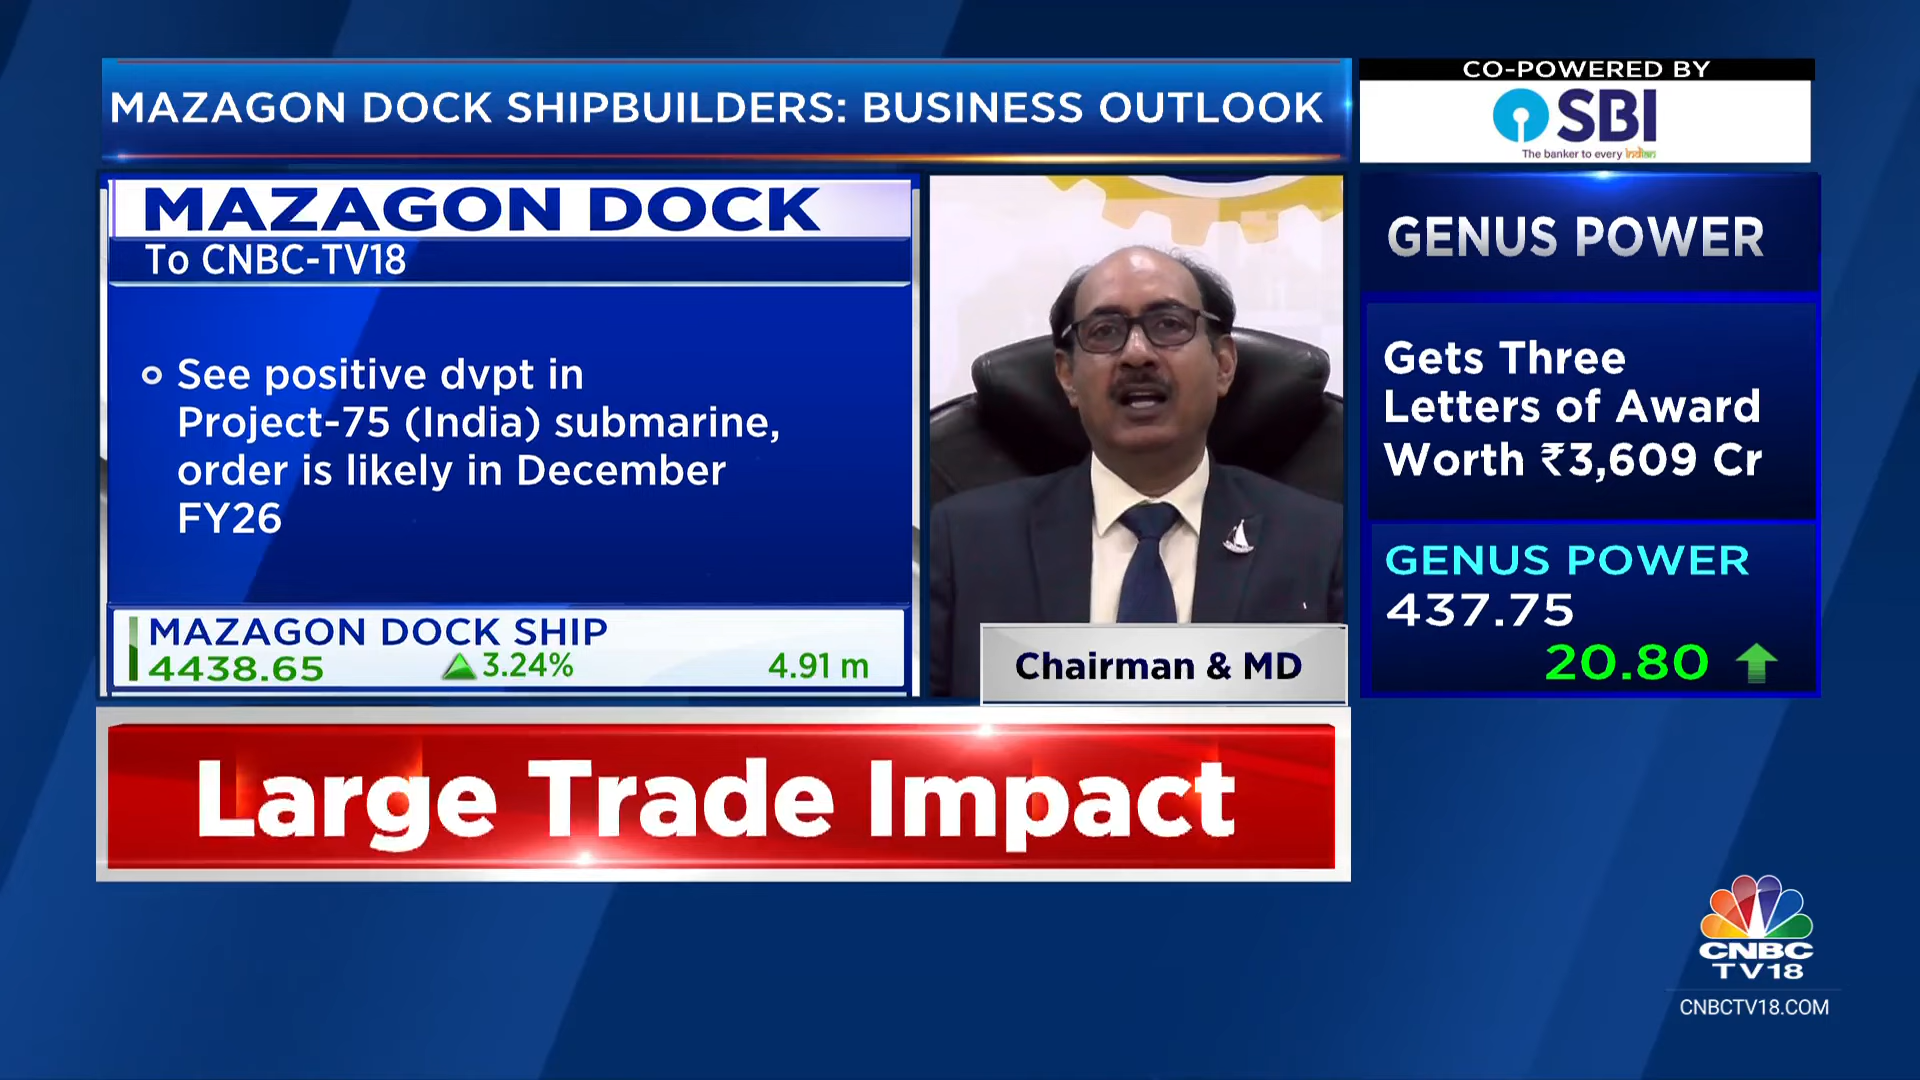 MAZAGON DOCK SHIPBUILDERS: BUSINESS OUTLOOK
CO-POWERED BY
SBI
The banker to every indian
MAZAGON DOCK
To CNBC-TV18
See positive dvpt in
Project-75 (India) submarine,
order is likely in December
FY26
MAZAGON DOCK SHIP
4438.65 3.24% 4.91 m
Chairman & MD
GENUS POWER
Gets Three
Letters of Award
Worth ₹3,609 Cr
GENUS POWER
437.75
20.80
Large Trade Impact
CNBC
TV18
CNBCTV18.COM